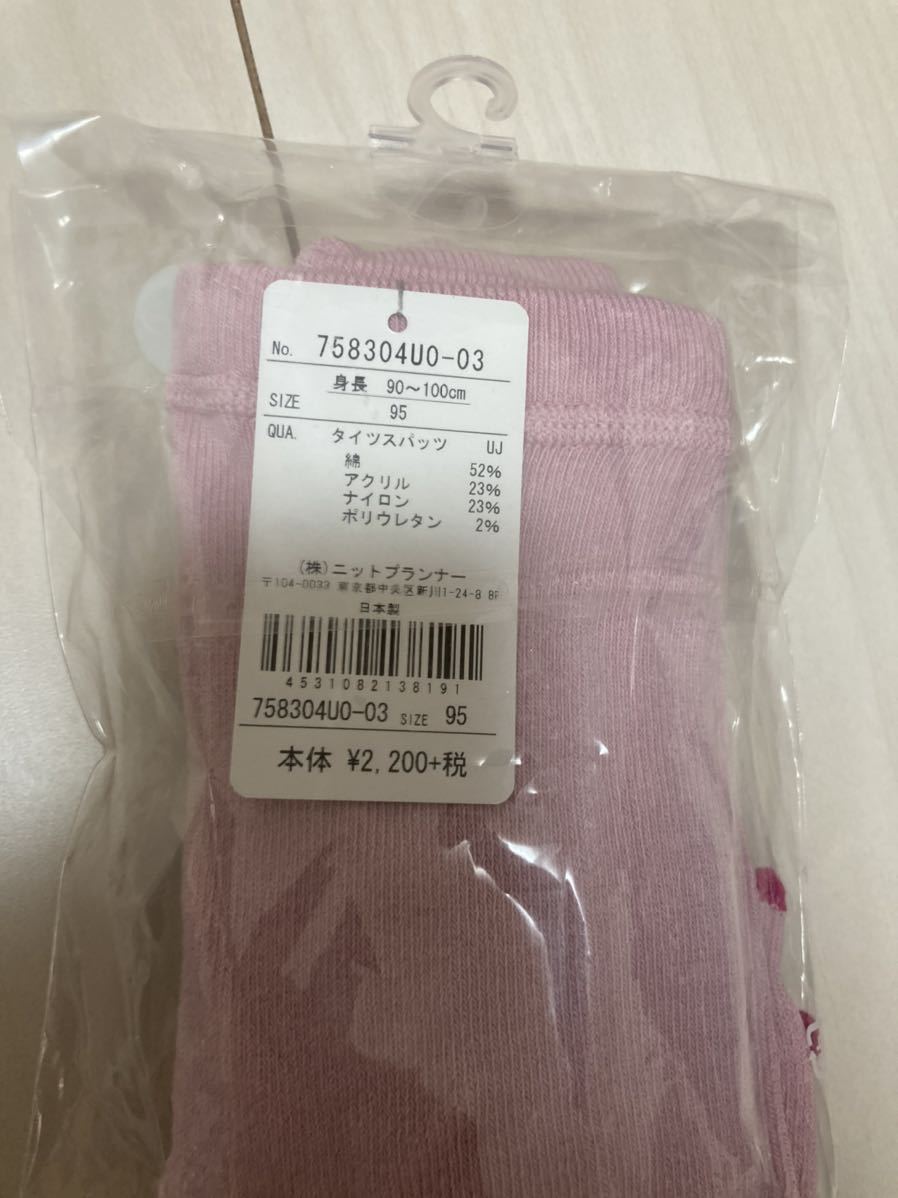 No. 758304U0-03
身長 90～100cm
SIZE 95
QUA. タイツスパッツ UJ
綿 52%
アクリル 23%
ナイロン 23%
ポリウレタン 2%
(株)ニットプランナー
〒104-0033 東京都中央区新川1-24-8 8F
日本製
4531082138191
758304U0-03 SIZE 95
本体 ¥2,200+税